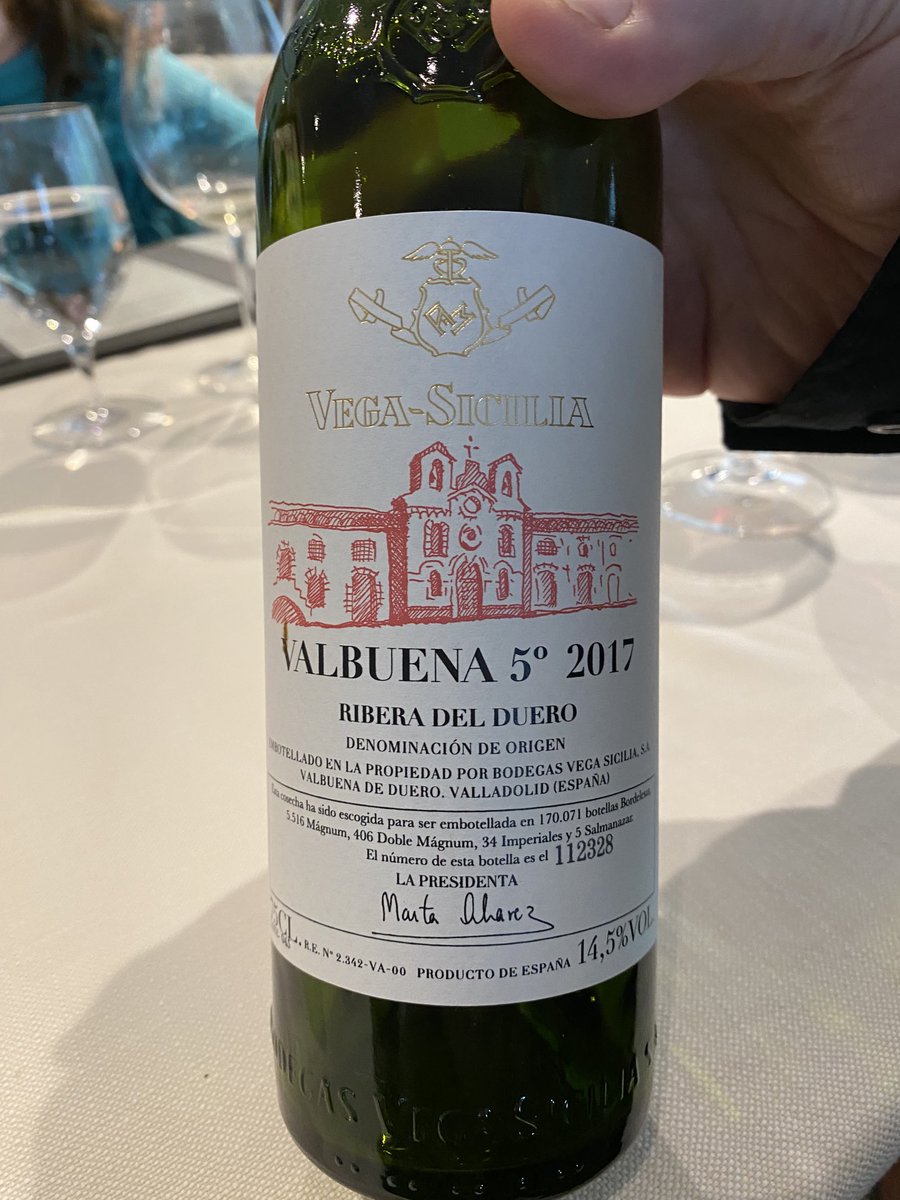 VEGA-SICILIA
VALBUENA 5º 2017
RIBERA DEL DUERO
DENOMINACIÓN DE ORIGEN
EMBOTELLADO EN LA PROPIEDAD POR BODEGAS VEGA SICILIA, S.A.
VALBUENA DE DUERO. VALLADOLID (ESPAÑA)
Esta cosecha ha sido escogida para ser embotellada en 170.071 botellas Bordelesas,
5.516 Mágnum, 406 Doble Mágnum, 34 Imperiales y 5 Salmanazar.
El número de esta botella es el 112328
LA PRESIDENTA
Marta Álvarez
75CL. R.E. Nº 2.342-VA-00 PRODUCTO DE ESPAÑA 14,5%VOL.
BODEGAS VEGA SICILIA S.